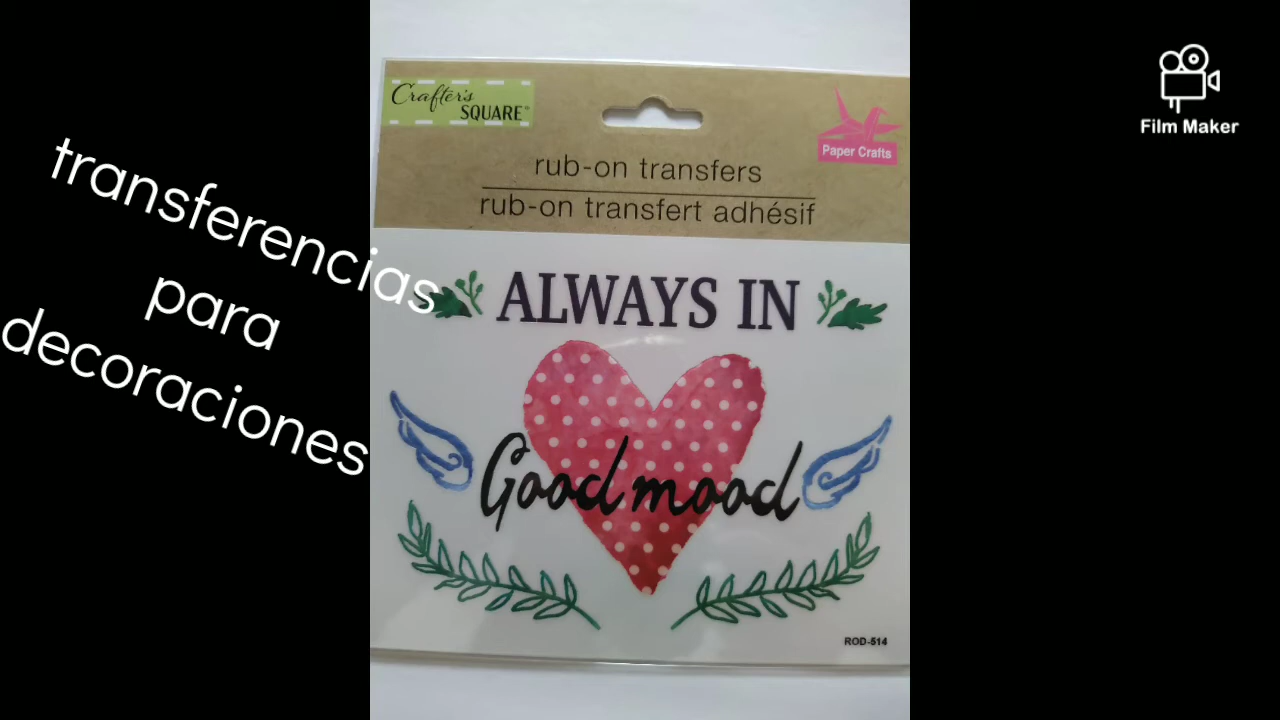 Crafter's
SQUARE
Paper Crafts
rub-on transfers
rub-on transfert adhésif
transferencias
para
decoraciones
ALWAYS IN
Good mood
ROD-514
Film Maker